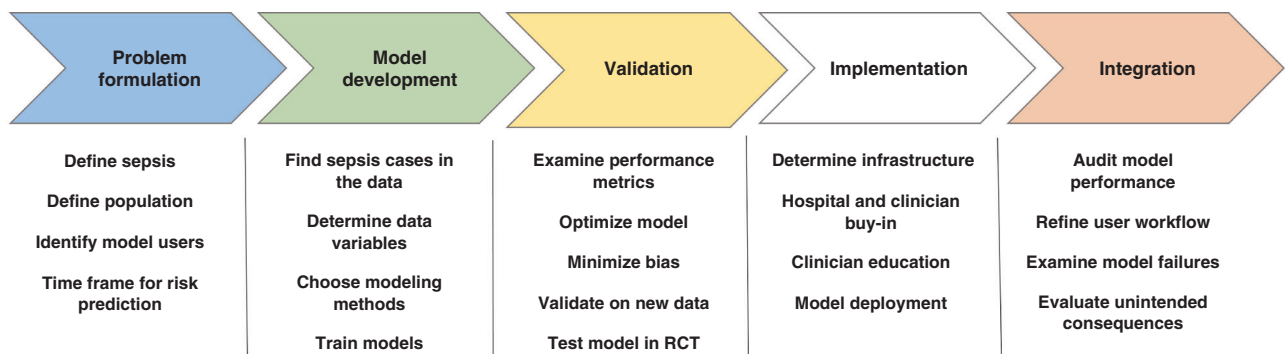 Problem
formulation
Model
development
Validation
Implementation
Integration
Define sepsis
Define population
Identify model users
Time frame for risk
prediction
Find sepsis cases in
the data
Determine data
variables
Choose modeling
methods
Train models
Examine performance
metrics
Optimize model
Minimize bias
Validate on new data
Test model in RCT
Determine infrastructure
Hospital and clinician
buy-in
Clinician education
Model deployment
Audit model
performance
Refine user workflow
Examine model failures
Evaluate unintended
consequences